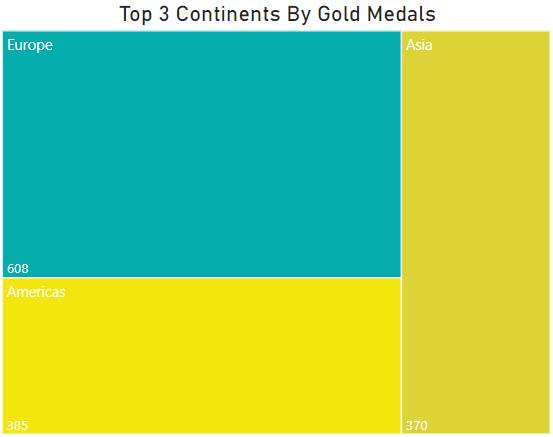 Top 3 Continents By Gold Medals
Europe
608
Americas
385
Asia
370